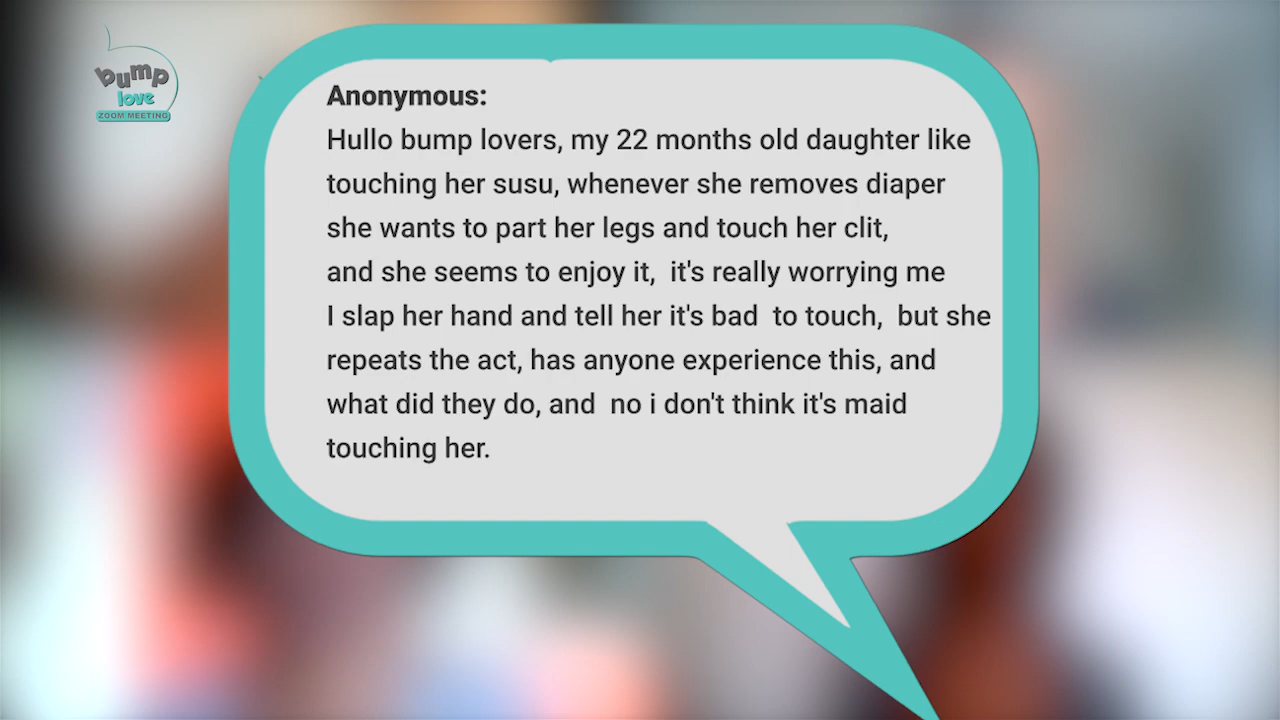 bump
love
ZOOM MEETING
Anonymous:
Hullo bump lovers, my 22 months old daughter like
touching her susu, whenever she removes diaper
she wants to part her legs and touch her clit,
and she seems to enjoy it,  it's really worrying me
I slap her hand and tell her it's bad  to touch,  but she
repeats the act, has anyone experience this, and
what did they do, and  no i don't think it's maid
touching her.